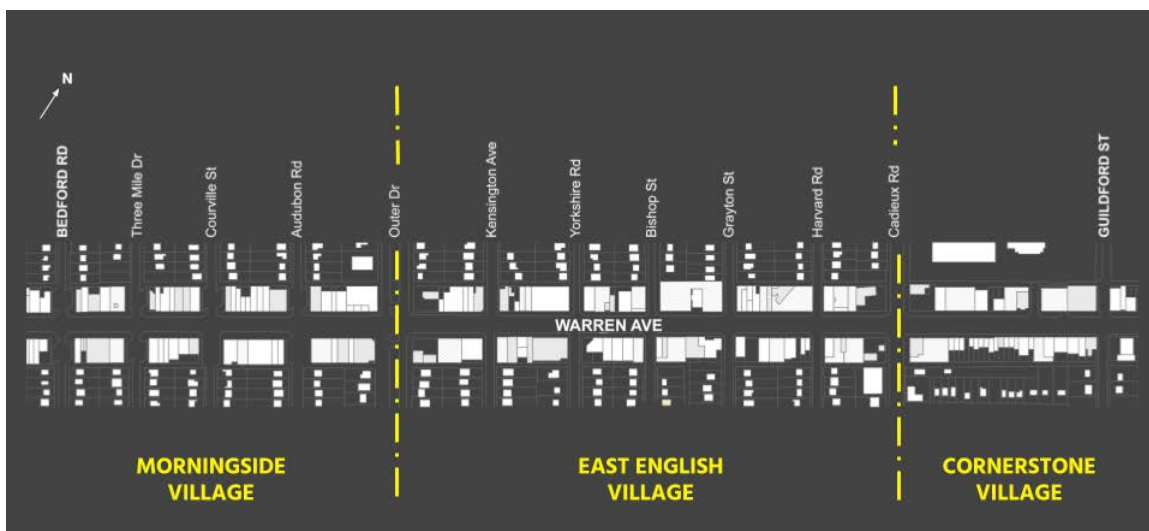 N
BEDFORD RD
Three Mile Dr
Courville St
Audubon Rd
Outer Dr
Kensington Ave
Yorkshire Rd
Bishop St
Grayton St
Harvard Rd
Cadieux Rd
GUILDFORD ST
WARREN AVE
MORNINGSIDE
VILLAGE
EAST ENGLISH
VILLAGE
CORNERSTONE
VILLAGE